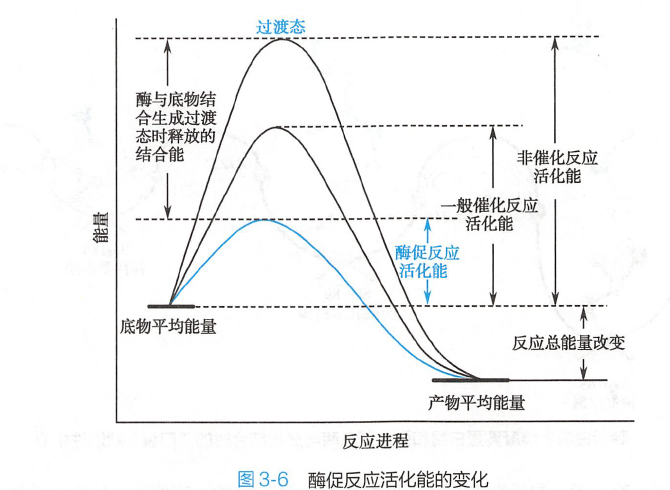 过渡态
酶与底物结
合生成过渡
态时释放的
结合能
非催化反应
活化能
一般催化反应
活化能
酶促反应
活化能
能量
底物平均能量
反应总能量改变
产物平均能量
反应进程
图3-6 酶促反应活化能的变化